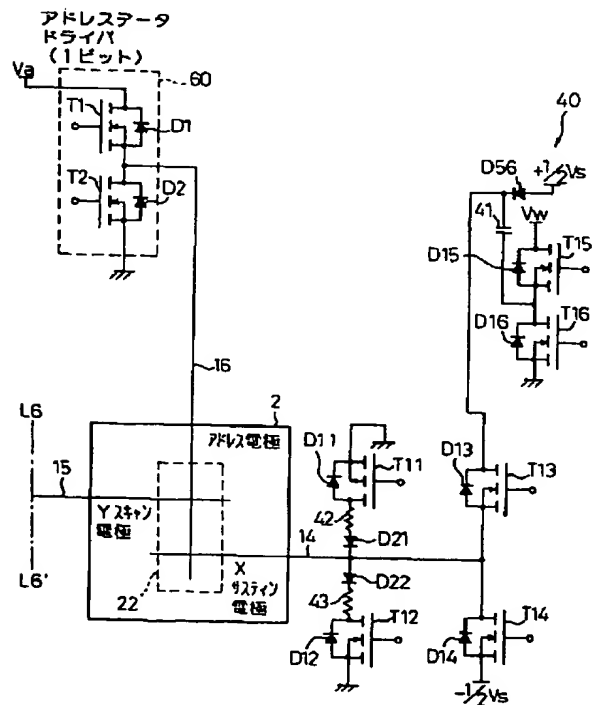 アドレスデータ
ドライバ
(1ビット)
Va
60
T1
D1
T2
D2
40
+1/2Vs
D56
41
Vw
T15
D15
T16
D16
16
L6
2
アドレス電極
15
Yスキャン
電極
L6'
22
X
サスティン
電極
14
D11
T11
42
D21
D22
43
T12
D12
D13
T13
T14
D14
-1/2Vs